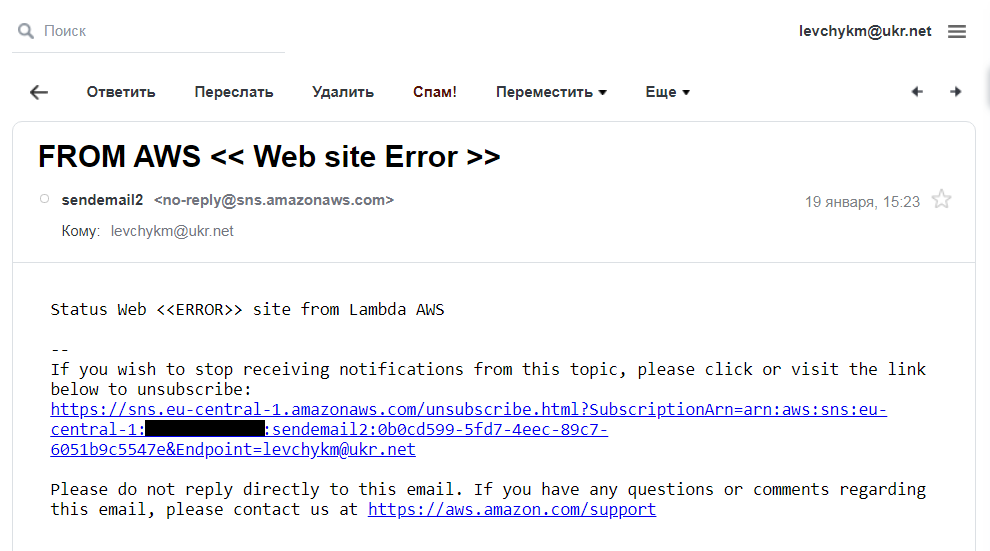 Поиск
levchykm@ukr.net
Ответить Переслать Удалить Спам! Переместить Еще
FROM AWS << Web site Error >>
sendemail2 <no-reply@sns.amazonaws.com> 19 января, 15:23
Кому: levchykm@ukr.net
Status Web <<ERROR>> site from Lambda AWS
--
If you wish to stop receiving notifications from this topic, please click or visit the link
below to unsubscribe:
https://sns.eu-central-1.amazonaws.com/unsubscribe.html?SubscriptionArn=arn:aws:sns:eu-
central-1: :sendemail2:0b0cd599-5fd7-4eec-89c7-
6051b9c5547e&Endpoint=levchykm@ukr.net
Please do not reply directly to this email. If you have any questions or comments regarding
this email, please contact us at https://aws.amazon.com/support